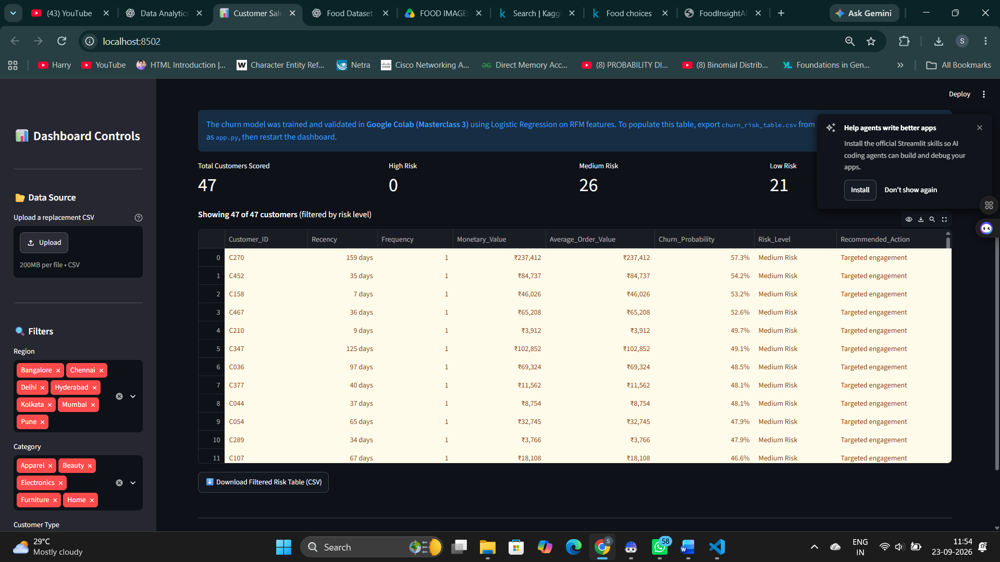 (43) YouTube
Data Analytics
Customer Sale
Food Dataset
FOOD IMAGES
Search | Kagg
Food choices
FoodInsightAI
Ask Gemini
localhost:8502
S
Harry
YouTube
HTML Introduction |...
Character Entity Ref...
Netra
Cisco Networking A...
Direct Memory Acc...
(8) PROBABILITY DI...
(8) Binomial Distrib...
Foundations in Gen...
All Bookmarks
Deploy
Dashboard Controls
Data Source
Upload a replacement CSV
Upload
200MB per file • CSV
Filters
Region
Bangalore Chennai
Delhi Hyderabad
Kolkata Mumbai
Pune
Category
Apparel Beauty
Electronics
Furniture Home
Customer Type
The churn model was trained and validated in Google Colab (Masterclass 3) using Logistic Regression on RFM features. To populate this table, export churn_risk_table.csv from
as app.py, then restart the dashboard.
Help agents write better apps
Install the official Streamlit skills so AI
coding agents can build and debug your
apps.
Install Don't show again
Total Customers Scored High Risk Medium Risk Low Risk
47 0 26 21
Showing 47 of 47 customers (filtered by risk level)
Customer_ID Recency Frequency Monetary_Value Average_Order_Value Churn_Probability Risk_Level Recommended_Action
0 C270 159 days 1 ₹237,412 ₹237,412 57.3% Medium Risk Targeted engagement
1 C452 35 days 1 ₹84,737 ₹84,737 54.2% Medium Risk Targeted engagement
2 C158 7 days 1 ₹46,026 ₹46,026 53.2% Medium Risk Targeted engagement
3 C467 36 days 1 ₹65,208 ₹65,208 52.6% Medium Risk Targeted engagement
4 C210 9 days 1 ₹3,912 ₹3,912 49.7% Medium Risk Targeted engagement
5 C347 125 days 1 ₹102,852 ₹102,852 49.1% Medium Risk Targeted engagement
6 C036 97 days 1 ₹69,324 ₹69,324 48.5% Medium Risk Targeted engagement
7 C377 40 days 1 ₹11,562 ₹11,562 48.1% Medium Risk Targeted engagement
8 C044 37 days 1 ₹8,754 ₹8,754 48.1% Medium Risk Targeted engagement
9 C054 65 days 1 ₹32,745 ₹32,745 47.9% Medium Risk Targeted engagement
10 C289 34 days 1 ₹3,766 ₹3,766 47.9% Medium Risk Targeted engagement
11 C107 67 days 1 ₹18,108 ₹18,108 46.6% Medium Risk Targeted engagement
Download Filtered Risk Table (CSV)
29°C
Mostly cloudy
Search
58
ENG
IN
11:54
23-09-2026